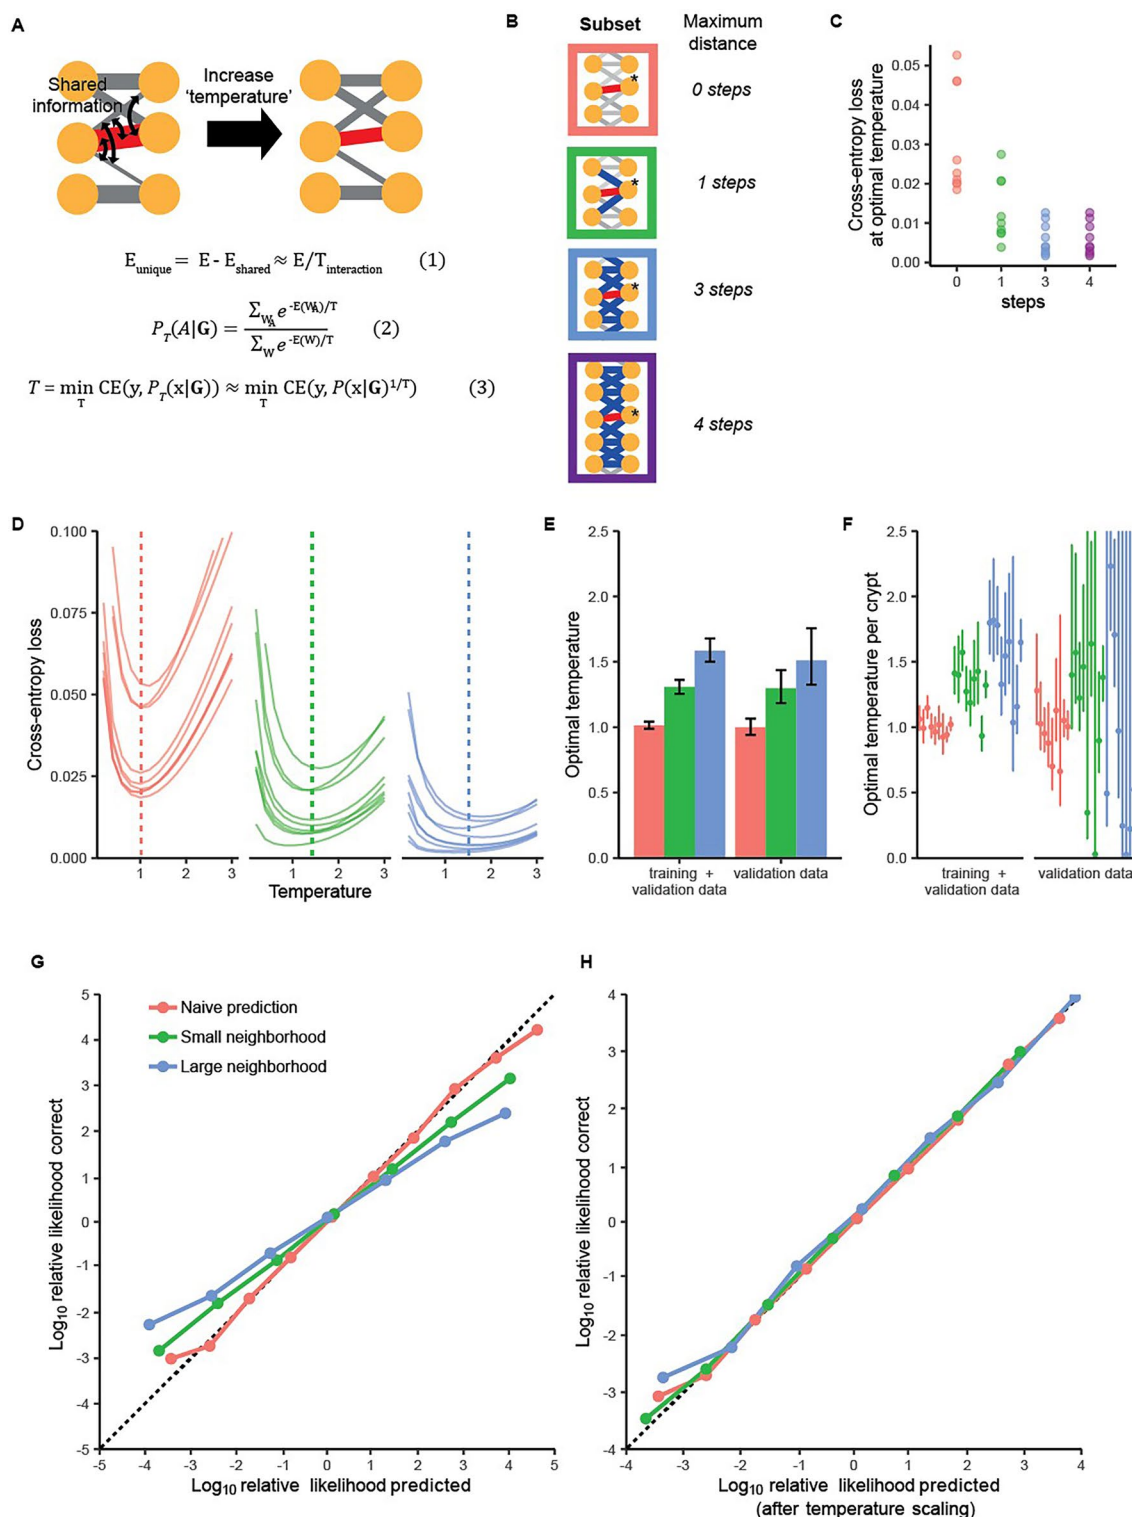 A
Shared
information
Increase
'temperature'
E_unique = E - E_shared ≈ E/T_interaction (1)
P_T(A|G) = Σ_{W_A} e^{-E(W_A)/T} / Σ_W e^{-E(W)/T} (2)
T = min_T CE(y, P_T(x|G)) ≈ min_T CE(y, P(x|G)^{1/T}) (3)
B
Subset
Maximum
distance
*
0 steps
*
1 steps
*
3 steps
*
4 steps
C
Cross-entropy loss
at optimal temperature
0.05
0.04
0.03
0.02
0.01
0.00
0 1 3 4
steps
D
Cross-entropy loss
0.100
0.075
0.050
0.025
0.000
1 2 3 1 2 3 1 2 3
Temperature
E
Optimal temperature
2.5
2.0
1.5
1.0
0.5
0.0
training +
validation data
validation data
F
Optimal temperature per crypt
2.5
2.0
1.5
1.0
0.5
0.0
training +
validation data
validation data
G
Log10 relative likelihood correct
5
4
3
2
1
0
-1
-2
-3
-4
-5
Naive prediction
Small neighborhood
Large neighborhood
-5 -4 -3 -2 -1 0 1 2 3 4 5
Log10 relative likelihood predicted
H
Log10 relative likelihood correct
4
3
2
1
0
-1
-2
-3
-4
-4 -3 -2 -1 0 1 2 3 4
Log10 relative likelihood predicted
(after temperature scaling)